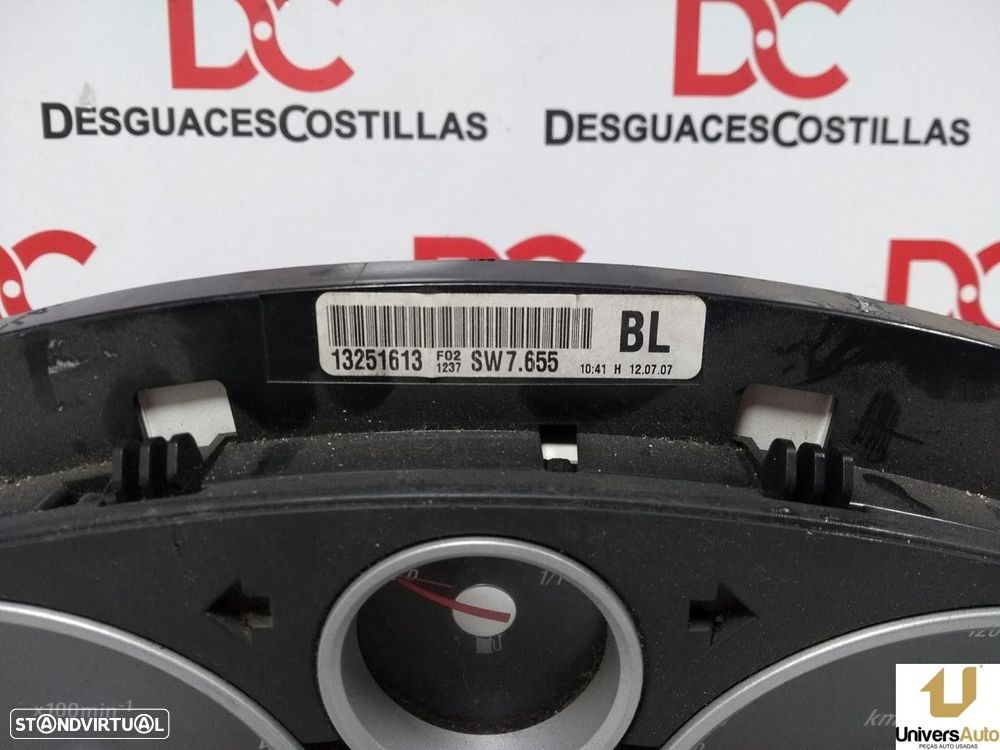 DC DC
DESGUACESCOSTILLAS DESGUACESCOSTILLAS
DC DC
13251613 F02 1237 SW7.655 BL
10:41 H 12.07.07
0 1/1
120
x100min-1
km
STANDVIRTUAL
UniversAuto
PEÇAS AUTO USADAS